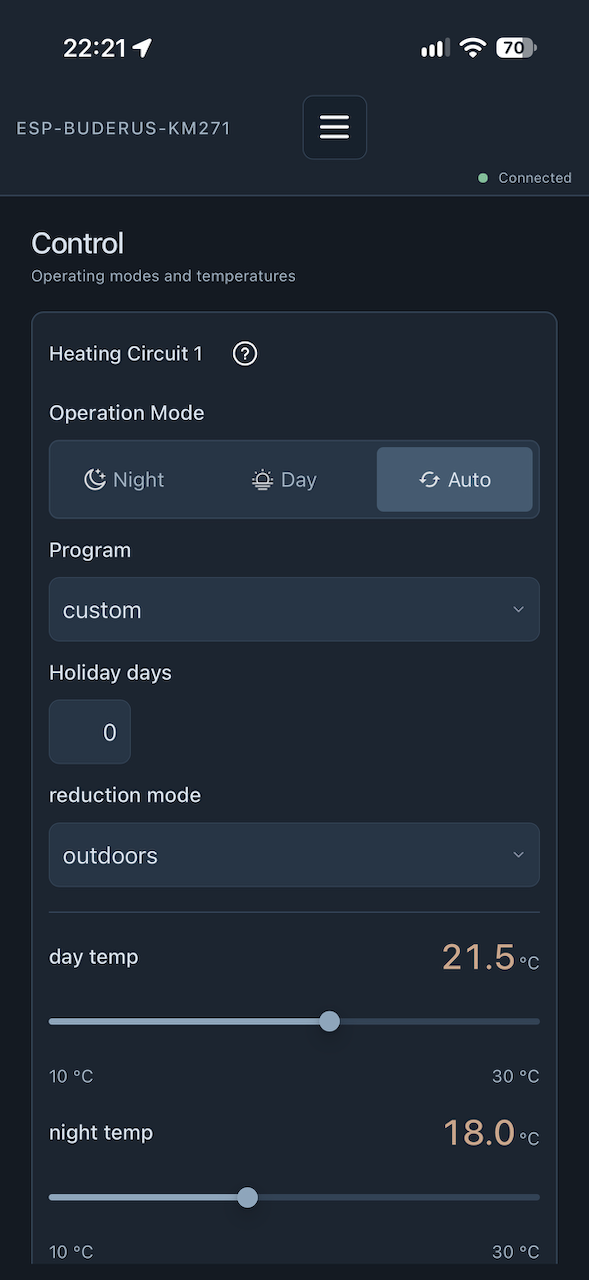 22:21
70
ESP-BUDERUS-KM271
Connected
Control
Operating modes and temperatures
Heating Circuit 1 ?
Operation Mode
Night Day Auto
Program
custom
Holiday days
0
reduction mode
outdoors
day temp 21.5 °C
10 °C 30 °C
night temp 18.0 °C
10 °C 30 °C